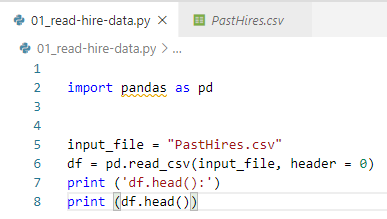 01_read-hire-data.py PastHires.csv
01_read-hire-data.py > ...
1
2 import pandas as pd
3
4
5 input_file = "PastHires.csv"
6 df = pd.read_csv(input_file, header = 0)
7 print ('df.head():')
8 print (df.head())